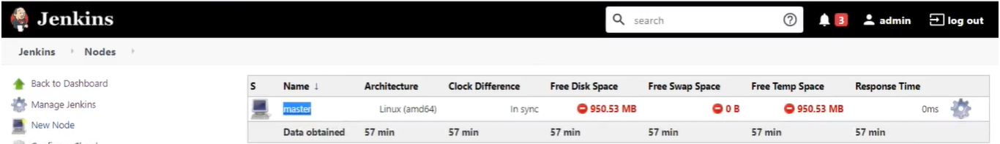 Jenkins
search
3
admin
log out
Jenkins
Nodes
Back to Dashboard
Manage Jenkins
New Node
S Name ↓ Architecture Clock Difference Free Disk Space Free Swap Space Free Temp Space Response Time
master Linux (amd64) In sync 950.53 MB 0 B 950.53 MB 0ms
Data obtained 57 min 57 min 57 min 57 min 57 min 57 min